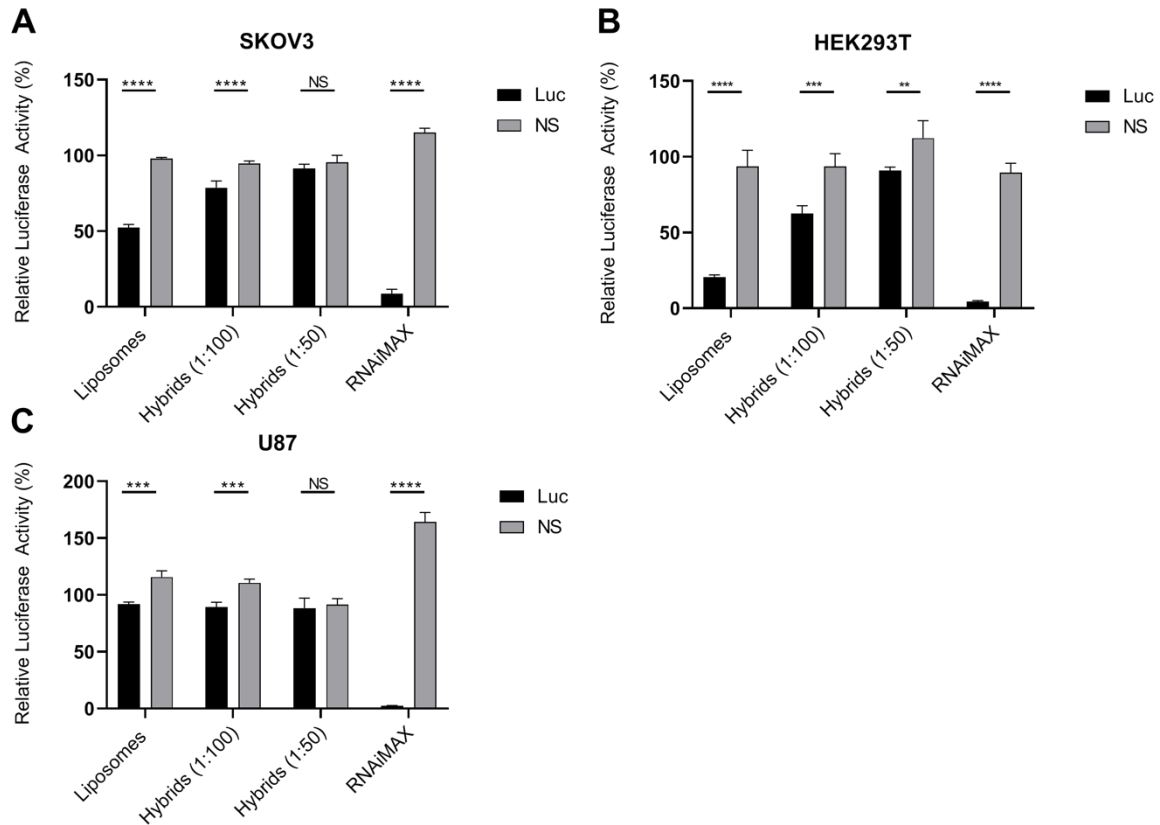 A
SKOV3
Relative Luciferase Activity (%)
150
100
50
0
****
****
NS
****
Luc
NS
Liposomes
Hybrids (1:100)
Hybrids (1:50)
RNAiMAX
B
HEK293T
Relative Luciferase Activity (%)
150
100
50
0
****
***
**
****
Luc
NS
Liposomes
Hybrids (1:100)
Hybrids (1:50)
RNAiMAX
C
U87
Relative Luciferase Activity (%)
200
150
100
50
0
***
***
NS
****
Luc
NS
Liposomes
Hybrids (1:100)
Hybrids (1:50)
RNAiMAX